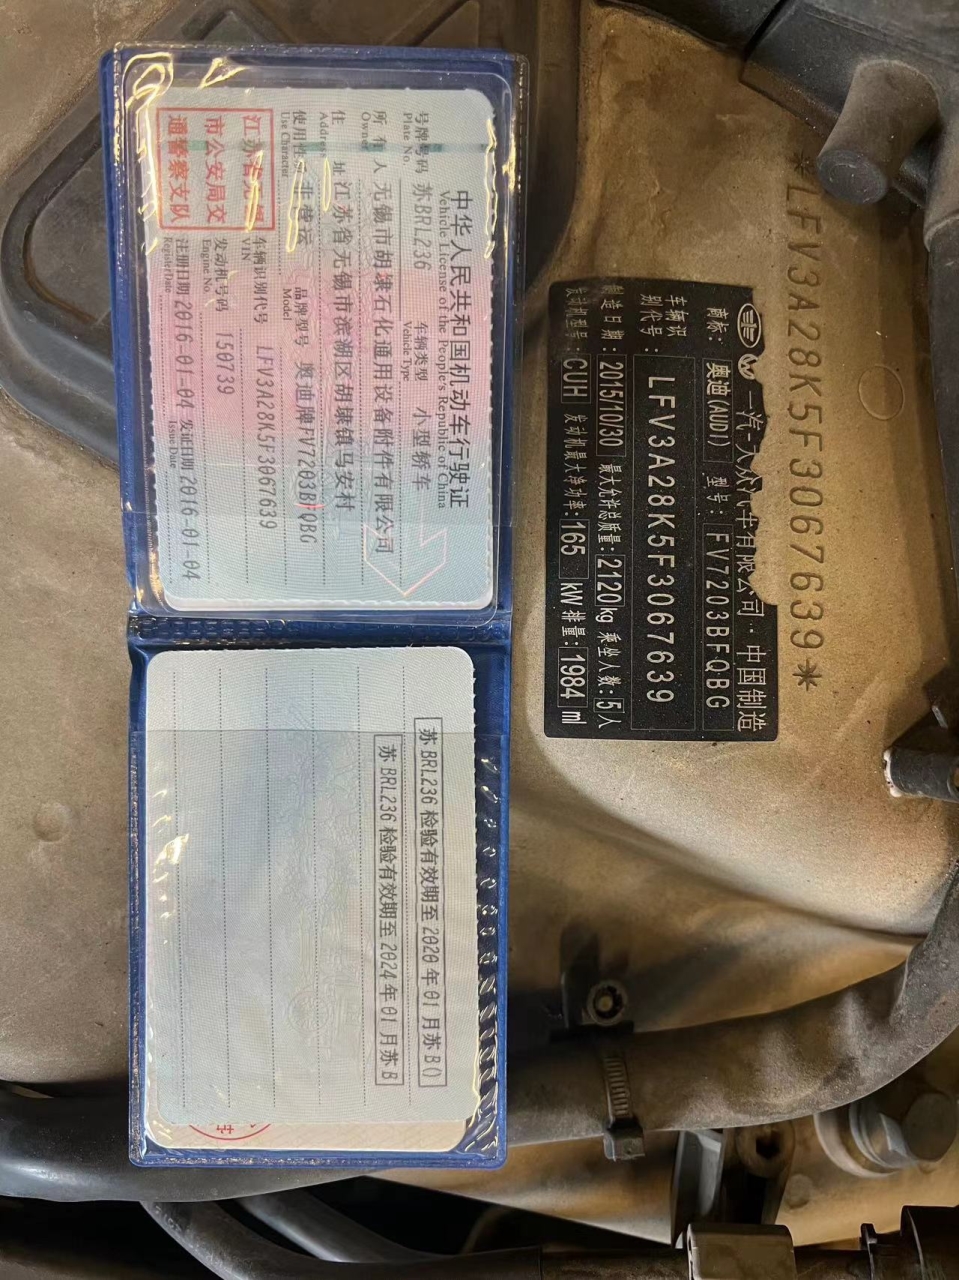 中华人民共和国机动车行驶证
Vehicle License of the People's Republic of China
号牌号码 苏BRL236 车辆类型 小型轿车
Plate No. Vehicle Type
所有人 无锡市胡埭石化通用设备附件有限公司
Owner
住址 江苏省无锡市滨湖区胡埭镇马安村
Address
使用性 非营运 品牌型号 奥迪牌FV7203BFQBG
Use Character Model
江苏省无锡
市公安局交
通警察支队
车辆识别代号 LFV3A28K5F3067639
VIN
发动机号码 150739
Engine No.
注册日期 2016-01-04 发证日期 2016-01-04
Register Date Issue Date
苏BRL236 检验有效期至2020年01月苏B()
苏BRL236 检验有效期至2024年01月苏B
*LFV3A28K5F3067639*
一汽-大众汽车有限公司·中国制造
商标:奥迪(AUDI) 型号:FV7203BFQBG
车辆识
别代号:LFV3A28K5F3067639
制造日期:2015/10/30 最大允许总质量:2120kg 乘坐人数:5人
发动机型号:CUH 发动机最大净功率:165 kW 排量:1984 ml